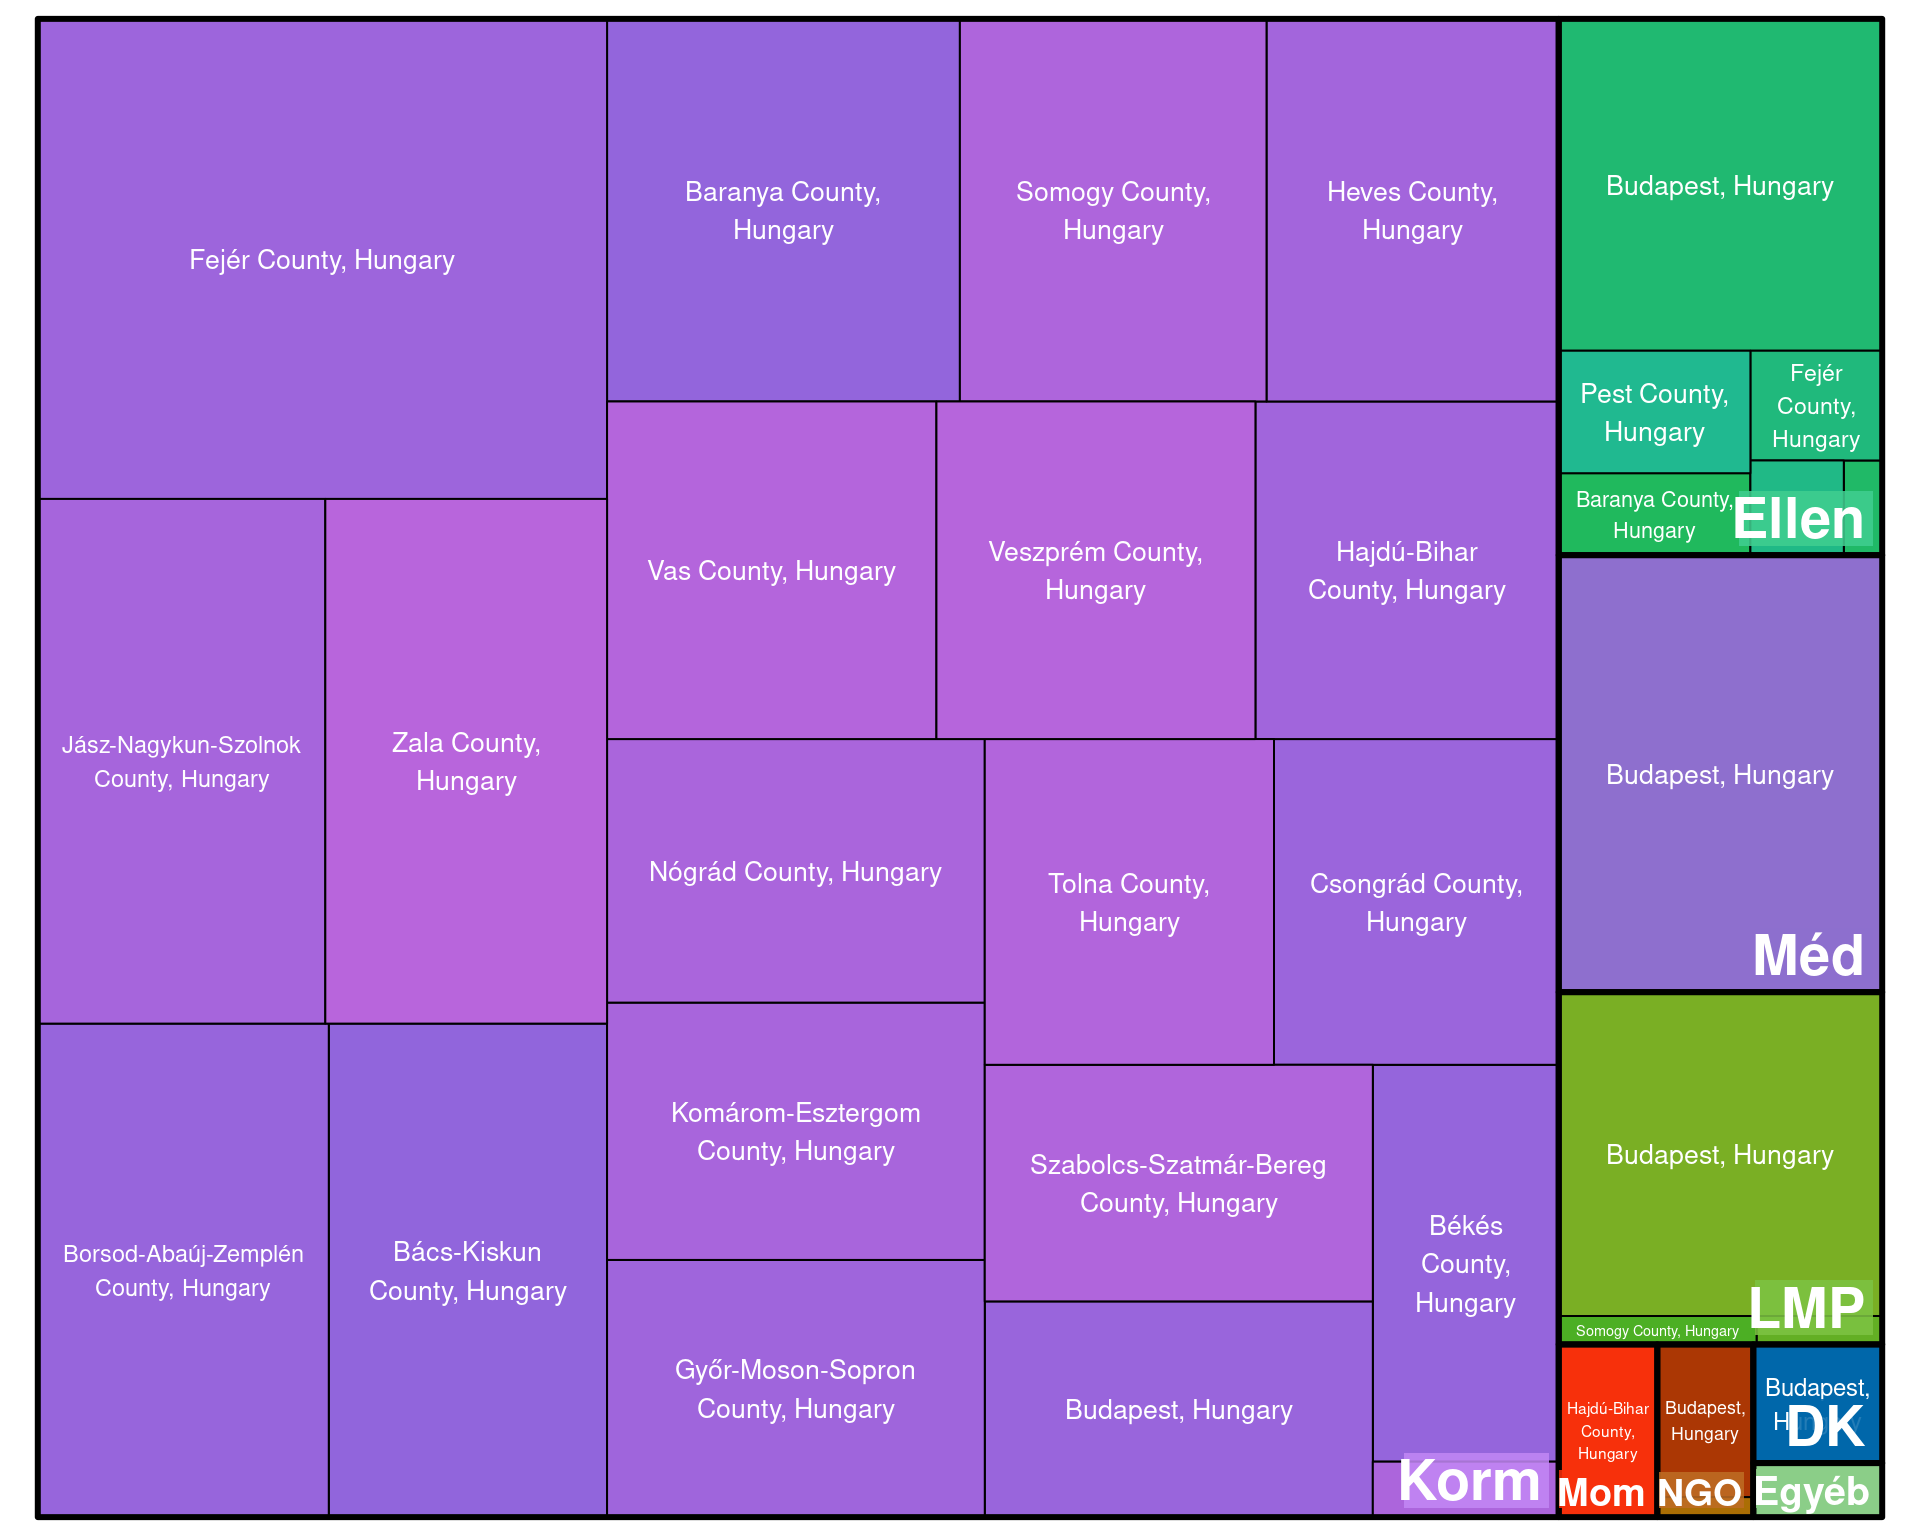 Fejér County, Hungary
Baranya County,
Hungary
Somogy County,
Hungary
Heves County,
Hungary
Jász-Nagykun-Szolnok
County, Hungary
Zala County,
Hungary
Vas County, Hungary
Veszprém County,
Hungary
Hajdú-Bihar
County, Hungary
Nógrád County, Hungary
Tolna County,
Hungary
Csongrád County,
Hungary
Borsod-Abaúj-Zemplén
County, Hungary
Bács-Kiskun
County, Hungary
Komárom-Esztergom
County, Hungary
Szabolcs-Szatmár-Bereg
County, Hungary
Békés
County,
Hungary
Győr-Moson-Sopron
County, Hungary
Budapest, Hungary
Korm
Budapest, Hungary
Pest County,
Hungary
Fejér
County,
Hungary
Baranya County,
Hungary
Ellen
Budapest, Hungary
Méd
Budapest, Hungary
LMP
Somogy County, Hungary
Hajdú-Bihar
County,
Hungary
Mom
Budapest,
Hungary
NGO
Budapest,
Hungary
DK
Egyéb